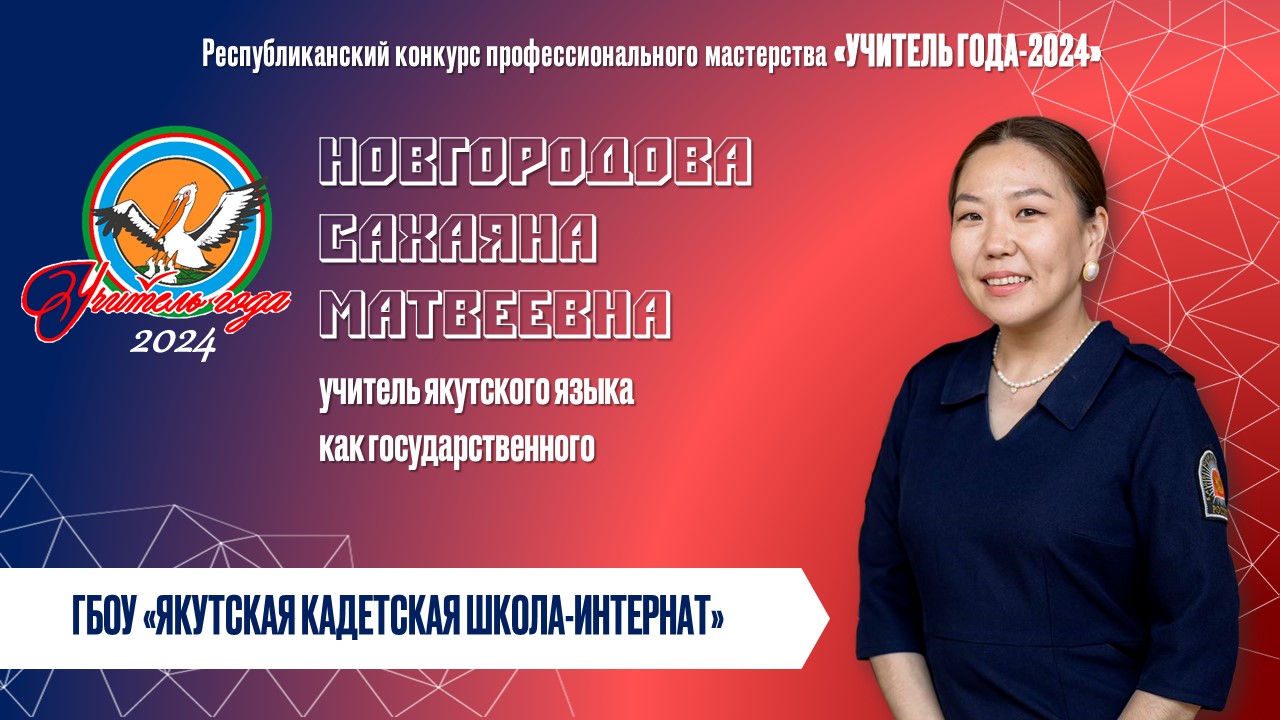 Республиканский конкурс профессионального мастерства «УЧИТЕЛЬ ГОДА-2024»
НОВГОРОДОВА
САХАЯНА
МАТВЕЕВНА
Учитель года
2024
учитель якутского языка
как государственного
ГБОУ «ЯКУТСКАЯ КАДЕТСКАЯ ШКОЛА-ИНТЕРНАТ»